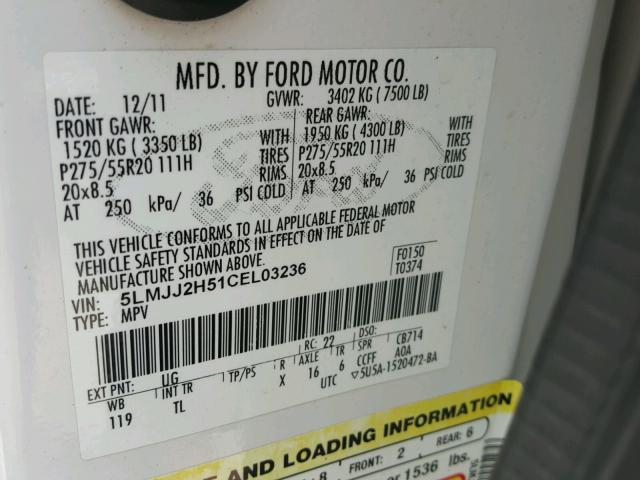 MFD. BY FORD MOTOR CO.
DATE: 12/11 GVWR: 3402 KG ( 7500 LB)
FRONT GAWR: WITH REAR GAWR: WITH
1520 KG ( 3350 LB) TIRES 1950 KG ( 4300 LB) TIRES
P275/55R20 111H RIMS P275/55R20 111H RIMS
20x8.5 20x8.5
AT 250 kPa/ 36 PSI COLD AT 250 kPa/ 36 PSI COLD
THIS VEHICLE CONFORMS TO ALL APPLICABLE FEDERAL MOTOR
VEHICLE SAFETY STANDARDS IN EFFECT ON THE DATE OF
MANUFACTURE SHOWN ABOVE.
F0150
T0374
VIN: 5LMJJ2H51CEL03236
TYPE: MPV
EXT PNT: UG RC: 22 DSO:
WB INT TR TP/PS R AXLE TR SPR CB714
119 TL X 16 6 CCFF AOA
UTC 5U5A-1520472-BA
AND LOADING INFORMATION
8 FRONT: 2 REAR: 6
or 1536 lbs.